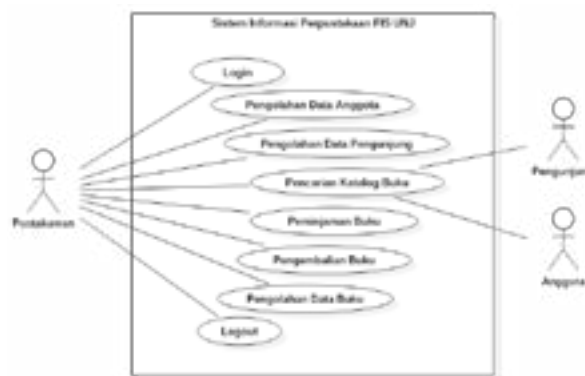 Sistem Informasi Perpustakaan FIS UNJ
Login
Pengolahan Data Anggota
Pengolahan Data Pengunjung
Pencarian Katalog Buku
Pengunjung
Peminjaman Buku
Pustakawan
Pengembalian Buku
Anggota
Pengolahan Data Buku
Logout